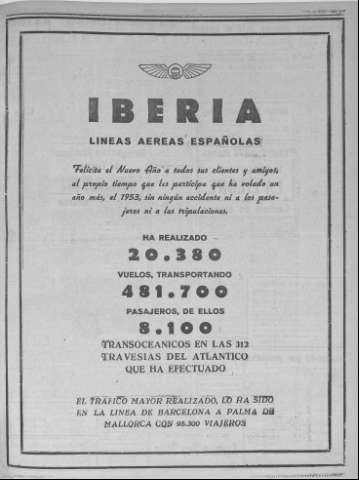 IBERIA
LINEAS AEREAS ESPAÑOLAS
Felicita el Nuevo Año a todos sus clientes y amigos,
al propio tiempo que les participa que ha volado un
año más, el 1953, sin ningún accidente ni a los pasa-
jeros ni a las tripulaciones.
HA REALIZADO
20.380
VUELOS, TRANSPORTANDO
481.700
PASAJEROS, DE ELLOS
8.100
TRANSOCEANICOS EN LAS 312
TRAVESIAS DEL ATLANTICO
QUE HA EFECTUADO
EL TRÁFICO MAYOR REALIZADO, LO HA SIDO
EN LA LINEA DE BARCELONA A PALMA DE
MALLORCA CON 98.300 VIAJEROS